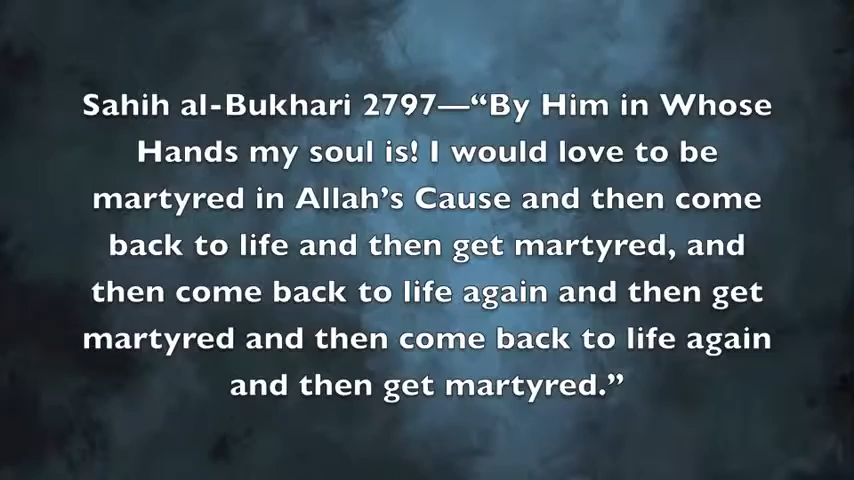 Sahih al-Bukhari 2797—“By Him in Whose
Hands my soul is! I would love to be
martyred in Allah’s Cause and then come
back to life and then get martyred, and
then come back to life again and then get
martyred and then come back to life again
and then get martyred.”